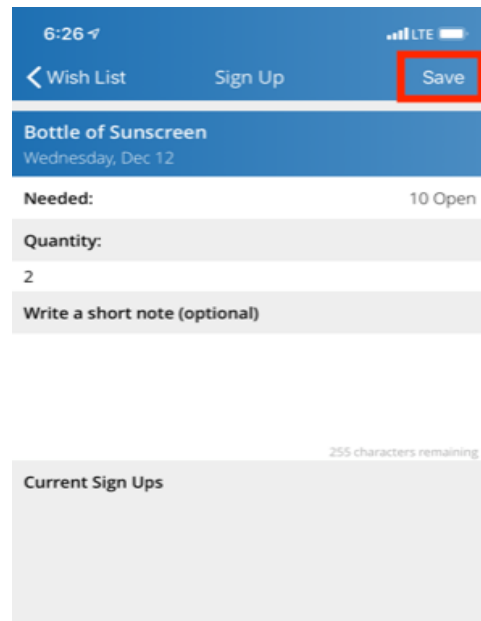 6:26 LTE
Wish List Sign Up Save
Bottle of Sunscreen
Wednesday, Dec 12
Needed: 10 Open
Quantity:
2
Write a short note (optional)
255 characters remaining
Current Sign Ups